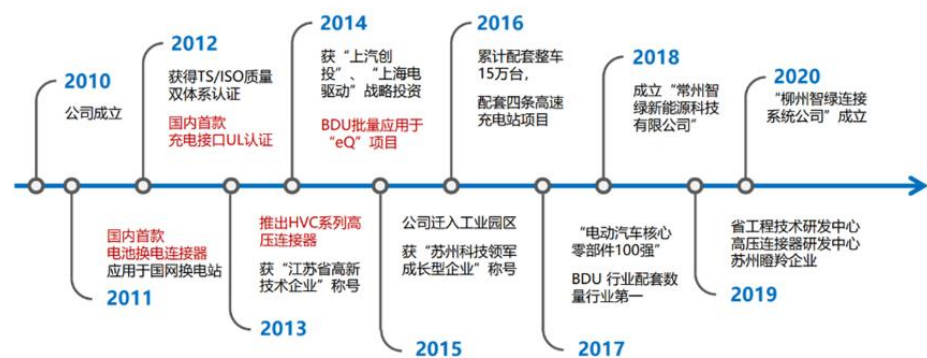 2010
公司成立
国内首款
电池换电连接器
应用于国网换电站
2011
2012
获得TS/ISO质量
双体系认证
国内首款
充电接口UL认证
推出HVC系列高
压连接器
获“江苏省高新
技术企业”称号
2013
2014
获“上汽创
投”、“上海电
驱动”战略投资
BDU批量应用于
“eQ”项目
公司迁入工业园区
获“苏州科技领军
成长型企业”称号
2015
2016
累计配套整车
15万台，
配套四条高速
充电站项目
“电动汽车核心
零部件100强”
BDU 行业配套数
量行业第一
2017
2018
成立“常州智
绿新能源科技
有限公司”
省工程技术研发中心
高压连接器研发中心
苏州瞪羚企业
2019
2020
“柳州智绿连接
系统公司”成立